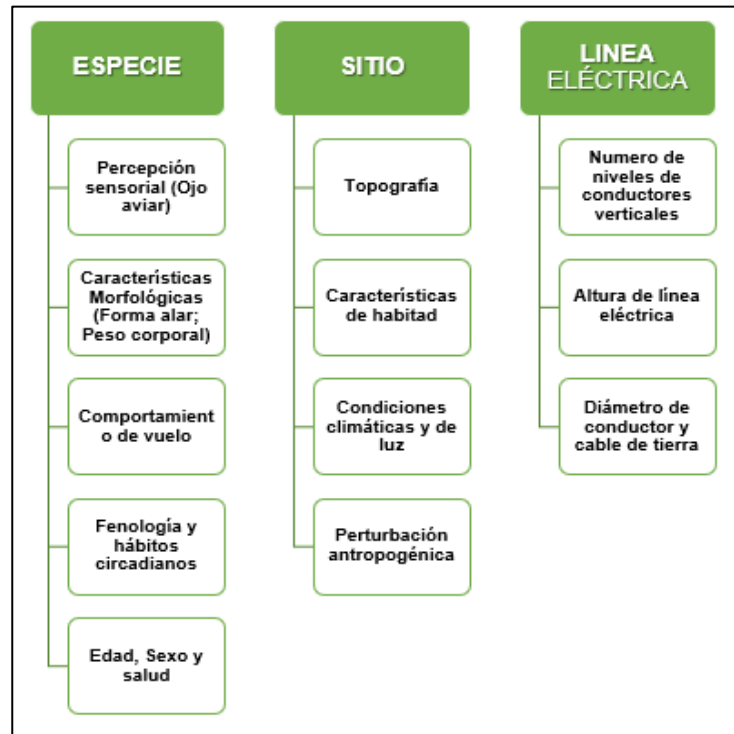 ESPECIE
Percepción
sensorial (Ojo
aviar)
Características
Morfológicas
(Forma alar;
Peso corporal)
Comportamient
o de vuelo
Fenología y
hábitos
circadianos
Edad, Sexo y
salud
SITIO
Topografía
Características
de habitad
Condiciones
climáticas y de
luz
Perturbación
antropogénica
LINEA
ELÉCTRICA
Numero de
niveles de
conductores
verticales
Altura de línea
eléctrica
Diámetro de
conductor y
cable de tierra